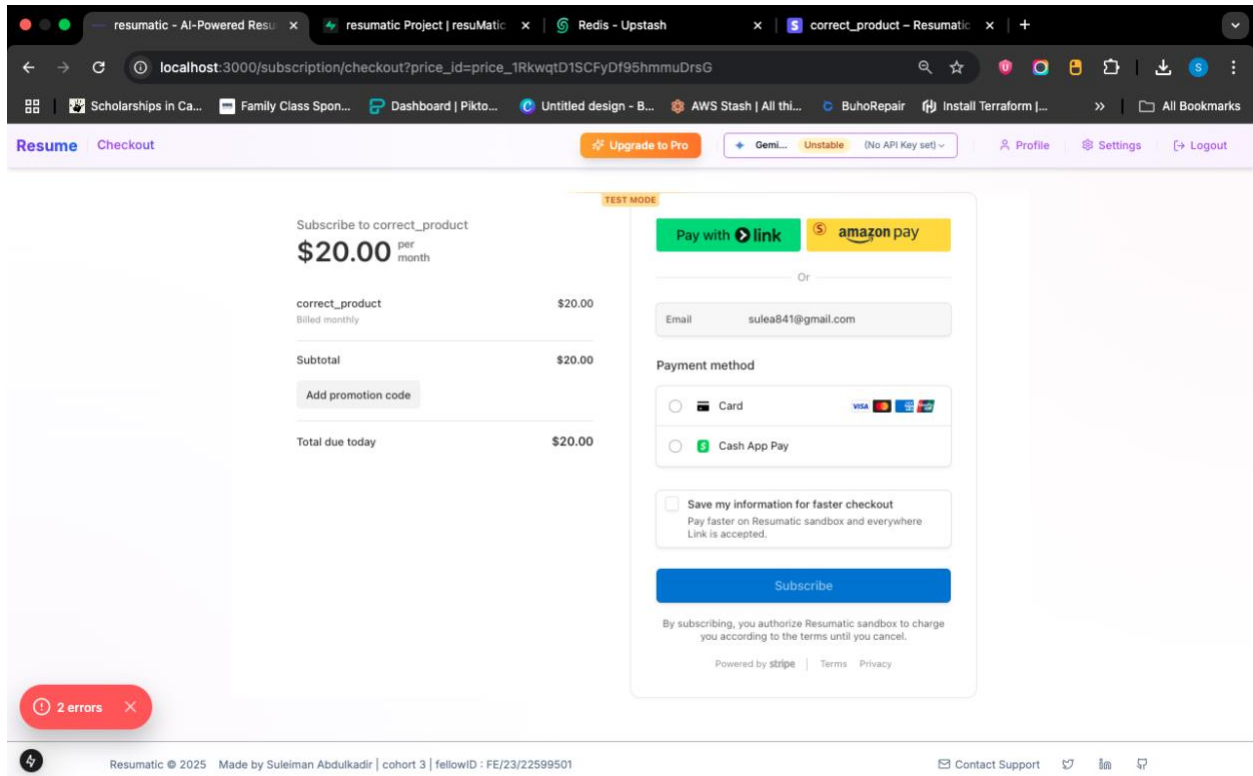 resumatic - AI-Powered Resu
resumatic Project | resuMatic
Redis - Upstash
correct_product – Resumatic
localhost:3000/subscription/checkout?price_id=price_1RkwqtD1SCFyDf95hmmuDrsG
S
Scholarships in Ca...
Family Class Spon...
Dashboard | Pikto...
Untitled design - B...
AWS Stash | All thi...
BuhoRepair
Install Terraform |...
»
All Bookmarks
Resume
Checkout
Upgrade to Pro
Gemi...
Unstable
(No API Key set)
Profile
Settings
Logout
TEST MODE
Subscribe to correct_product
$20.00 per month
correct_product $20.00
Billed monthly
Subtotal $20.00
Add promotion code
Total due today $20.00
Pay with link
amazon pay
Or
Email sulea841@gmail.com
Payment method
Card
VISA
Cash App Pay
Save my information for faster checkout
Pay faster on Resumatic sandbox and everywhere
Link is accepted.
Subscribe
By subscribing, you authorize Resumatic sandbox to charge
you according to the terms until you cancel.
Powered by stripe | Terms Privacy
2 errors
Resumatic © 2025 Made by Suleiman Abdulkadir | cohort 3 | fellowID : FE/23/22599501
Contact Support